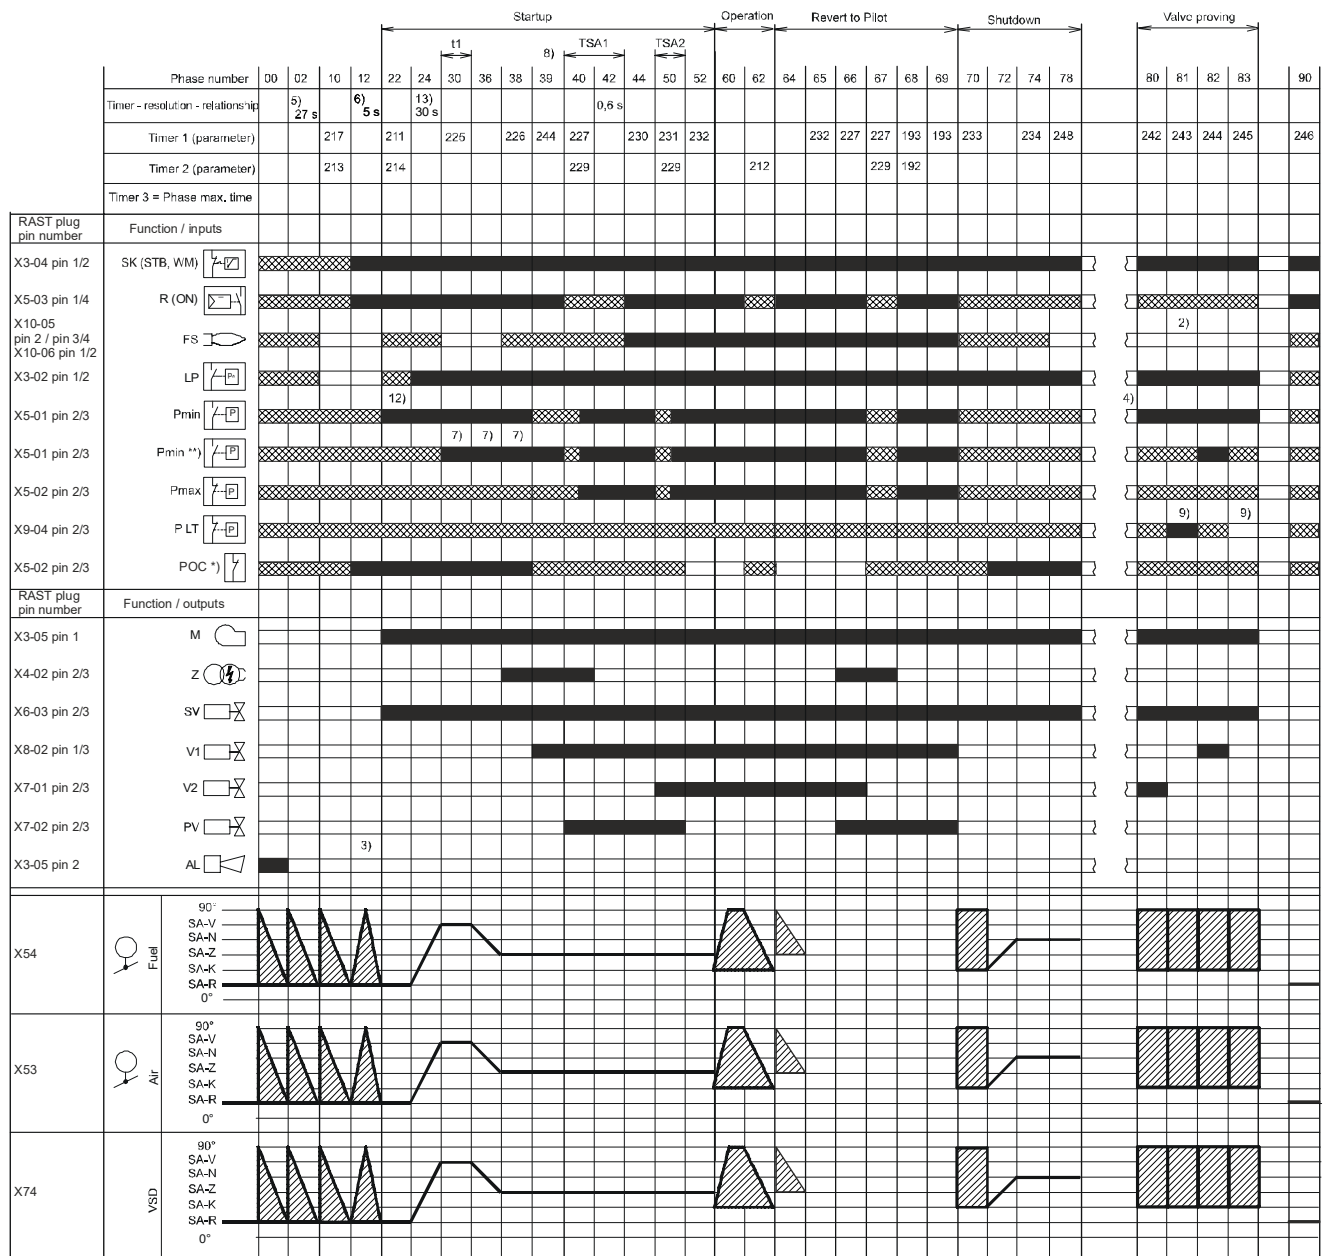 Startup Operation Revert to Pilot Shutdown Valve proving
t1 8) TSA1 TSA2
Phase number 00 02 10 12 22 24 30 36 38 39 40 42 44 50 52 60 62 64 65 66 67 68 69 70 72 74 78 80 81 82 83 90
Timer - resolution - relationship 5) 27 s 6) 5 s 13) 30 s 0,6 s
Timer 1 (parameter) 217 211 225 226 244 227 230 231 232 232 227 227 193 193 233 234 248 242 243 244 245 246
Timer 2 (parameter) 213 214 229 229 212 229 192
Timer 3 = Phase max. time
RAST plug
pin number Function / inputs
X3-04 pin 1/2 SK (STB, WM)
X5-03 pin 1/4 R (ON)
X10-05
pin 2 / pin 3/4 FS 2)
X10-06 pin 1/2
X3-02 pin 1/2 LP Pa
12) 4)
X5-01 pin 2/3 Pmin P
7) 7) 7)
X5-01 pin 2/3 Pmin **) P
X5-02 pin 2/3 Pmax P
9) 9)
X9-04 pin 2/3 P LT P
X5-02 pin 2/3 POC *)
RAST plug
pin number Function / outputs
X3-05 pin 1 M
X4-02 pin 2/3 Z
X6-03 pin 2/3 SV
X8-02 pin 1/3 V1
X7-01 pin 2/3 V2
X7-02 pin 2/3 PV
3)
X3-05 pin 2 AL
90°
SA-V
SA-N
X54 Fuel SA-Z
SA-K
SA-R
0°
90°
SA-V
SA-N
X53 Air SA-Z
SA-K
SA-R
0°
90°
SA-V
SA-N
X74 VSD SA-Z
SA-K
SA-R
0°